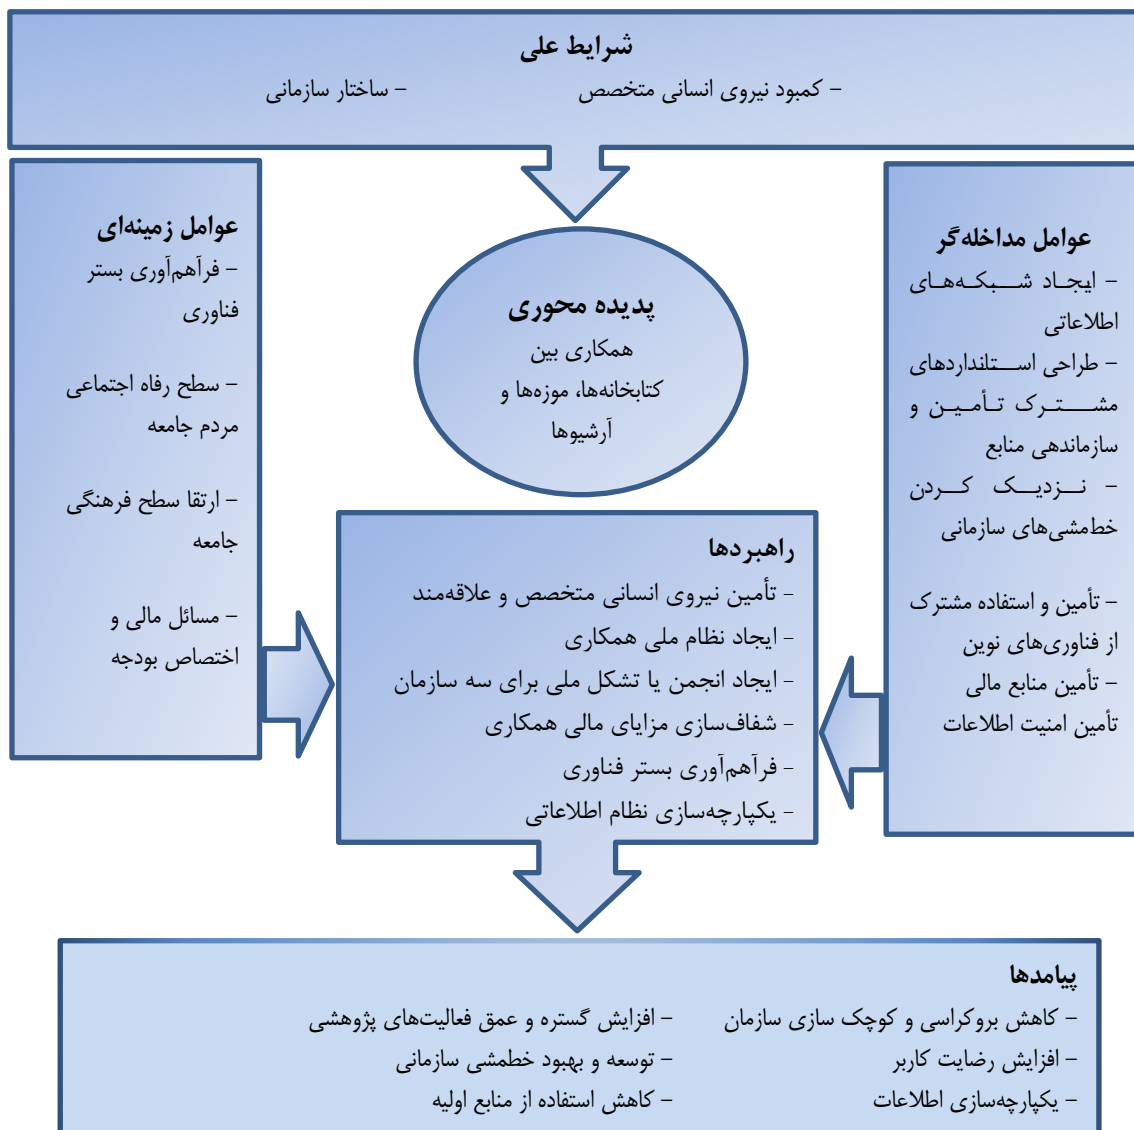 شرایط علی
- کمبود نیروی انسانی متخصص - ساختار سازمانی
عوامل مداخله‌گر
- ایجاد شبکه‌های
اطلاعاتی
- طراحی استانداردهای
مشترک تأمین و
سازماندهی منابع
- نزدیک کردن
خط‌مشی‌های سازمانی
- تأمین و استفاده مشترک
از فناوری‌های نوین
- تأمین منابع مالی
تأمین امنیت اطلاعات
پدیده محوری
همکاری بین
کتابخانه‌ها، موزه‌ها و
آرشیوها
عوامل زمینه‌ای
- فرآهم‌آوری بستر
فناوری
- سطح رفاه اجتماعی
مردم جامعه
- ارتقا سطح فرهنگی
جامعه
- مسائل مالی و
اختصاص بودجه
راهبردها
- تأمین نیروی انسانی متخصص و علاقه‌مند
- ایجاد نظام ملی همکاری
- ایجاد انجمن یا تشکل ملی برای سه سازمان
- شفاف‌سازی مزایای مالی همکاری
- فرآهم‌آوری بستر فناوری
- یکپارچه‌سازی نظام اطلاعاتی
پیامدها
- کاهش بروکراسی و کوچک سازی سازمان - افزایش گستره و عمق فعالیت‌های پژوهشی
- افزایش رضایت کاربر - توسعه و بهبود خطمشی سازمانی
- یکپارچه‌سازی اطلاعات - کاهش استفاده از منابع اولیه